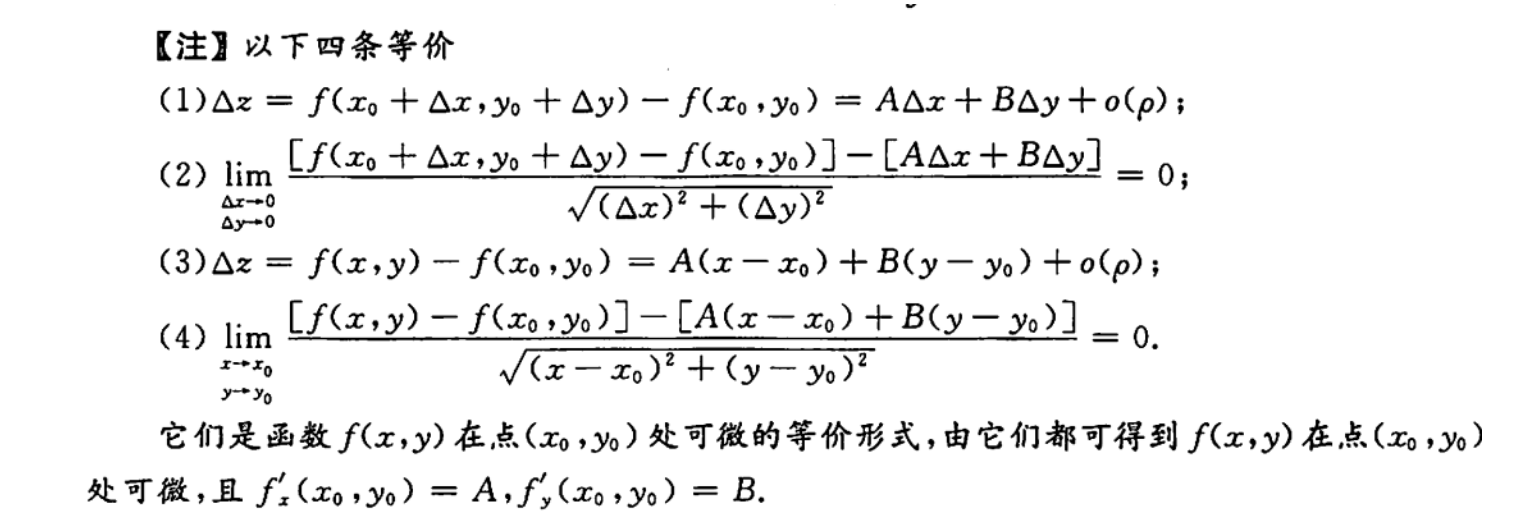 【注】以下四条等价
(1)Δz = f(x₀ + Δx, y₀ + Δy) − f(x₀, y₀) = AΔx + BΔy + o(ρ);
(2) lim_{Δx→0, Δy→0} {[f(x₀ + Δx, y₀ + Δy) − f(x₀, y₀)] − [AΔx + BΔy]} / √((Δx)² + (Δy)²) = 0;
(3)Δz = f(x, y) − f(x₀, y₀) = A(x − x₀) + B(y − y₀) + o(ρ);
(4) lim_{x→x₀, y→y₀} {[f(x, y) − f(x₀, y₀)] − [A(x − x₀) + B(y − y₀)]} / √((x − x₀)² + (y − y₀)²) = 0.
它们是函数 f(x, y) 在点(x₀, y₀) 处可微的等价形式,由它们都可得到 f(x, y) 在点(x₀, y₀)
处可微,且 f′ₓ(x₀, y₀) = A, f′_y(x₀, y₀) = B.